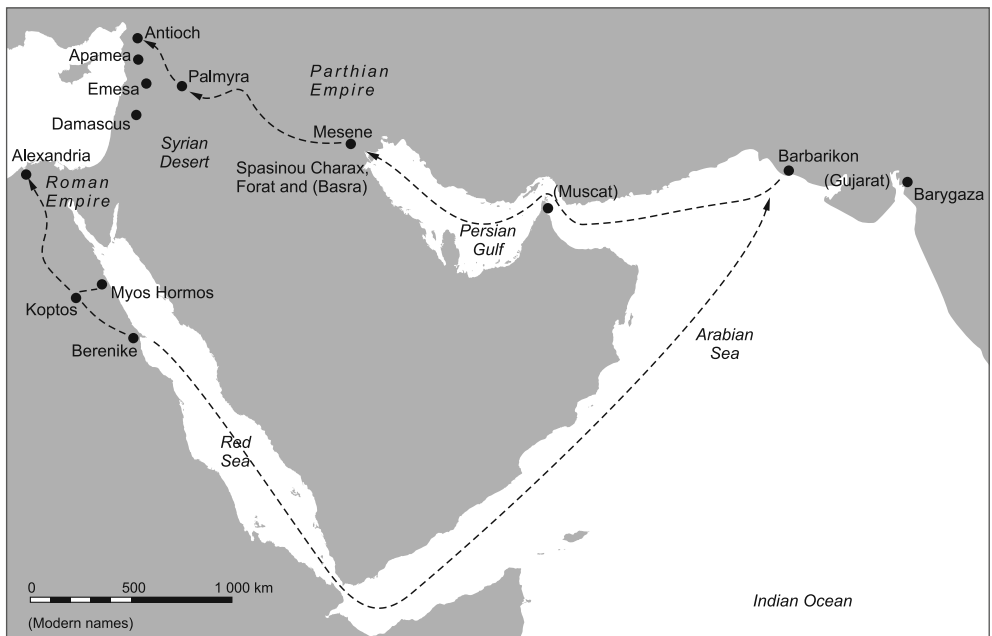 Antioch
Apamea
Palmyra
Parthian
Empire
Emesa
Damascus
Mesene
Syrian
Desert
Alexandria
Barbarikon
Spasinou Charax,
Forat and (Basra)
(Gujarat)
Roman
Empire
(Muscat)
Barygaza
Persian
Gulf
Myos Hormos
Koptos
Berenike
Arabian
Sea
Red
Sea
0 500 1 000 km
(Modern names)
Indian Ocean